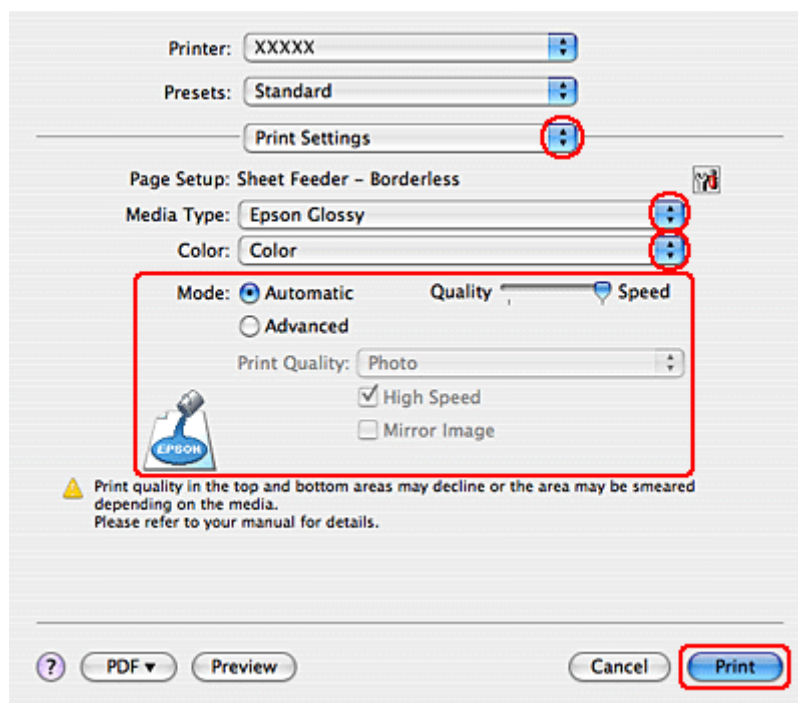 Printer: XXXXX
Presets: Standard
Print Settings
Page Setup: Sheet Feeder – Borderless
Media Type: Epson Glossy
Color: Color
Mode: Automatic Quality Speed
Advanced
Print Quality: Photo
High Speed
Mirror Image
EPSON
Print quality in the top and bottom areas may decline or the area may be smeared
depending on the media.
Please refer to your manual for details.
? PDF ▼ Preview Cancel Print